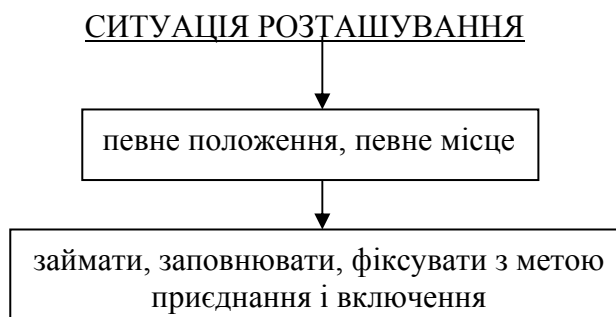 СИТУАЦІЯ РОЗТАШУВАННЯ
певне положення, певне місце
займати, заповнювати, фіксувати з метою
приєднання і включення